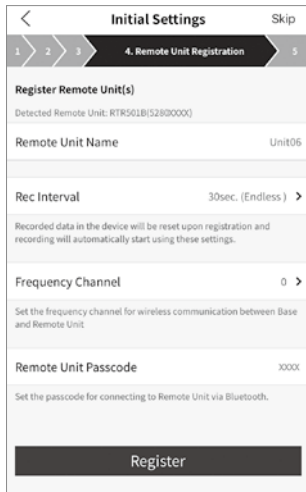 Initial Settings Skip
1 2 3 4. Remote Unit Registration 5
Register Remote Unit(s)
Detected Remote Unit: RTR501B(5280XXXX)
Remote Unit Name Unit06
Rec Interval 30sec. (Endless )
Recorded data in the device will be reset upon registration and
recording will automatically start using these settings.
Frequency Channel 0
Set the frequency channel for wireless communication between Base
and Remote Unit
Remote Unit Passcode XXXX
Set the passcode for connecting to Remote Unit via Bluetooth.
Register